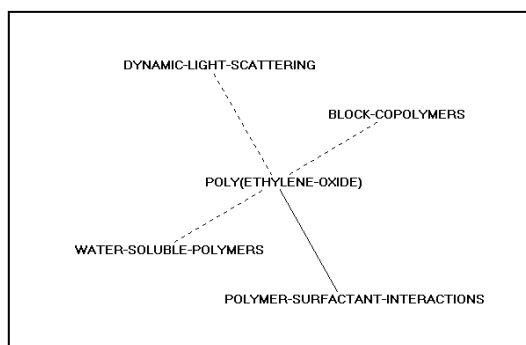 DYNAMIC-LIGHT-SCATTERING
BLOCK-COPOLYMERS
POLY(ETHYLENE-OXIDE)
WATER-SOLUBLE-POLYMERS
POLYMER-SURFACTANT-INTERACTIONS